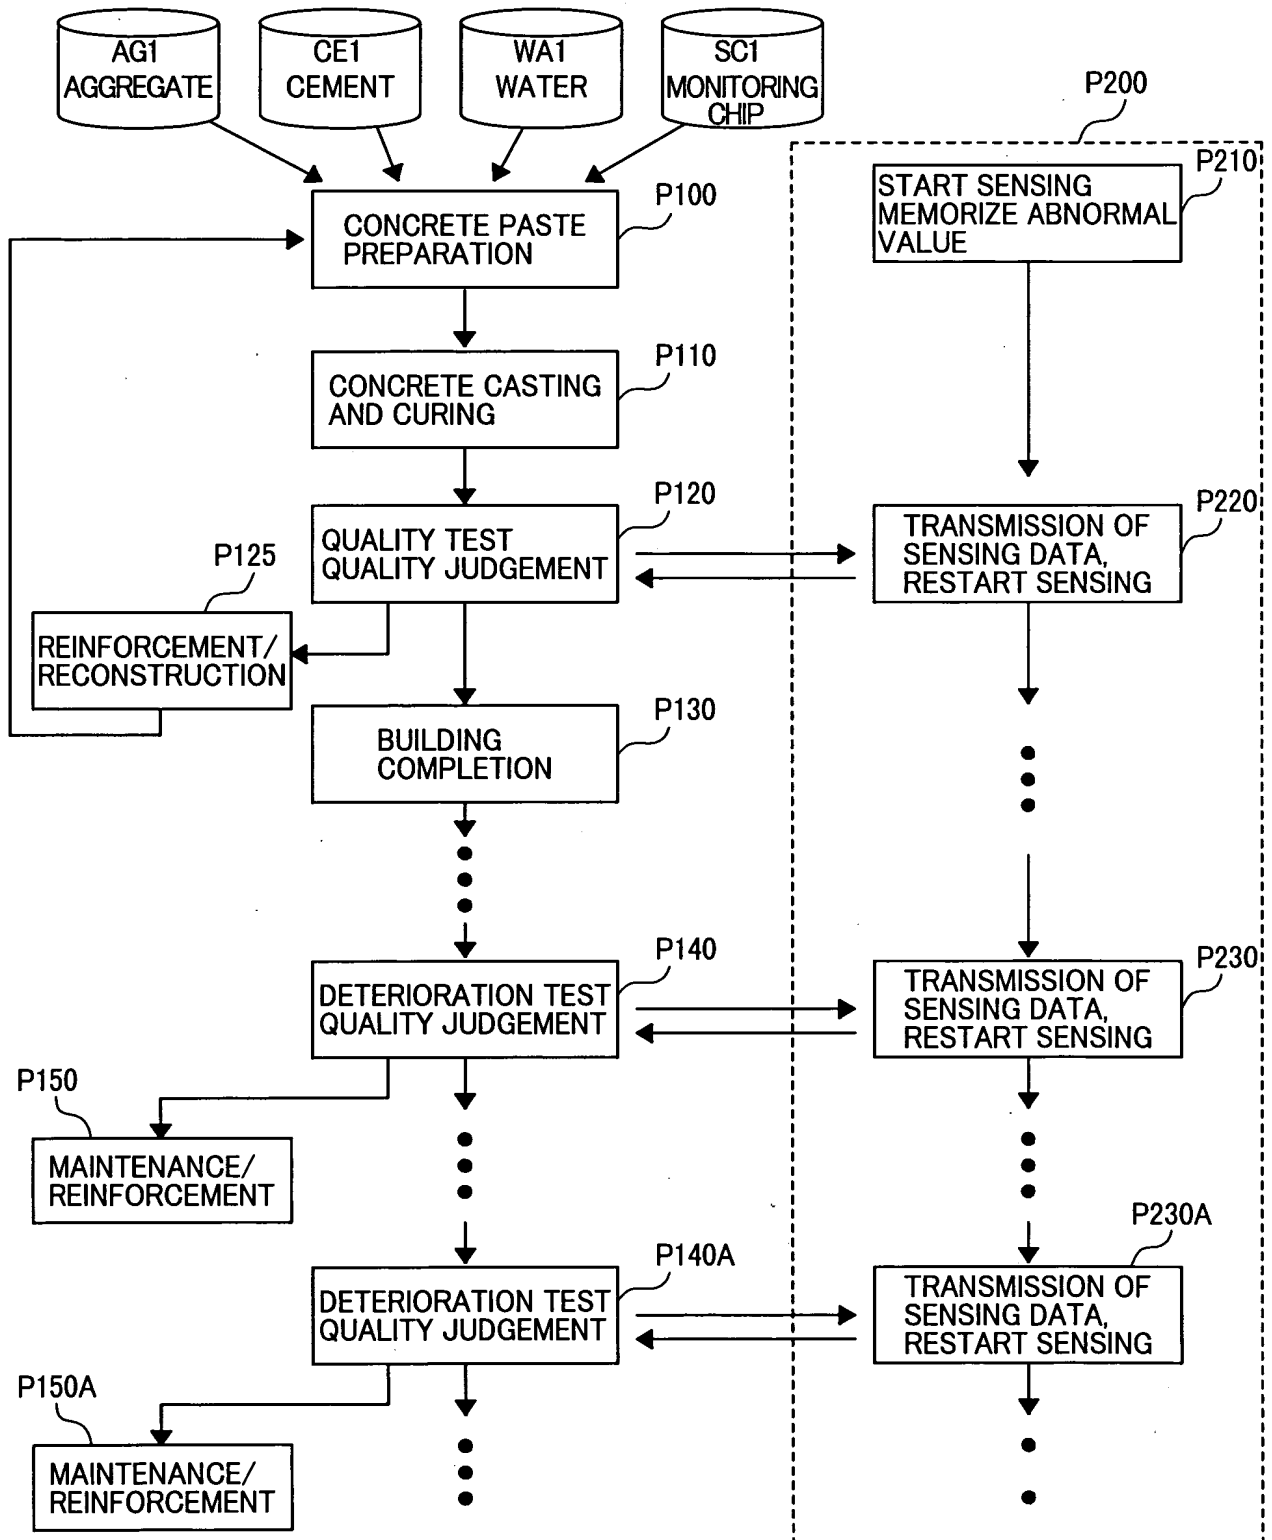 AG1
AGGREGATE
CE1
CEMENT
WA1
WATER
SC1
MONITORING
CHIP
P200
P210
START SENSING
MEMORIZE ABNORMAL
VALUE
P100
CONCRETE PASTE
PREPARATION
P110
CONCRETE CASTING
AND CURING
P120
QUALITY TEST
QUALITY JUDGEMENT
P220
TRANSMISSION OF
SENSING DATA,
RESTART SENSING
P125
REINFORCEMENT/
RECONSTRUCTION
P130
BUILDING
COMPLETION
P140
DETERIORATION TEST
QUALITY JUDGEMENT
P230
TRANSMISSION OF
SENSING DATA,
RESTART SENSING
P150
MAINTENANCE/
REINFORCEMENT
P140A
DETERIORATION TEST
QUALITY JUDGEMENT
P230A
TRANSMISSION OF
SENSING DATA,
RESTART SENSING
P150A
MAINTENANCE/
REINFORCEMENT